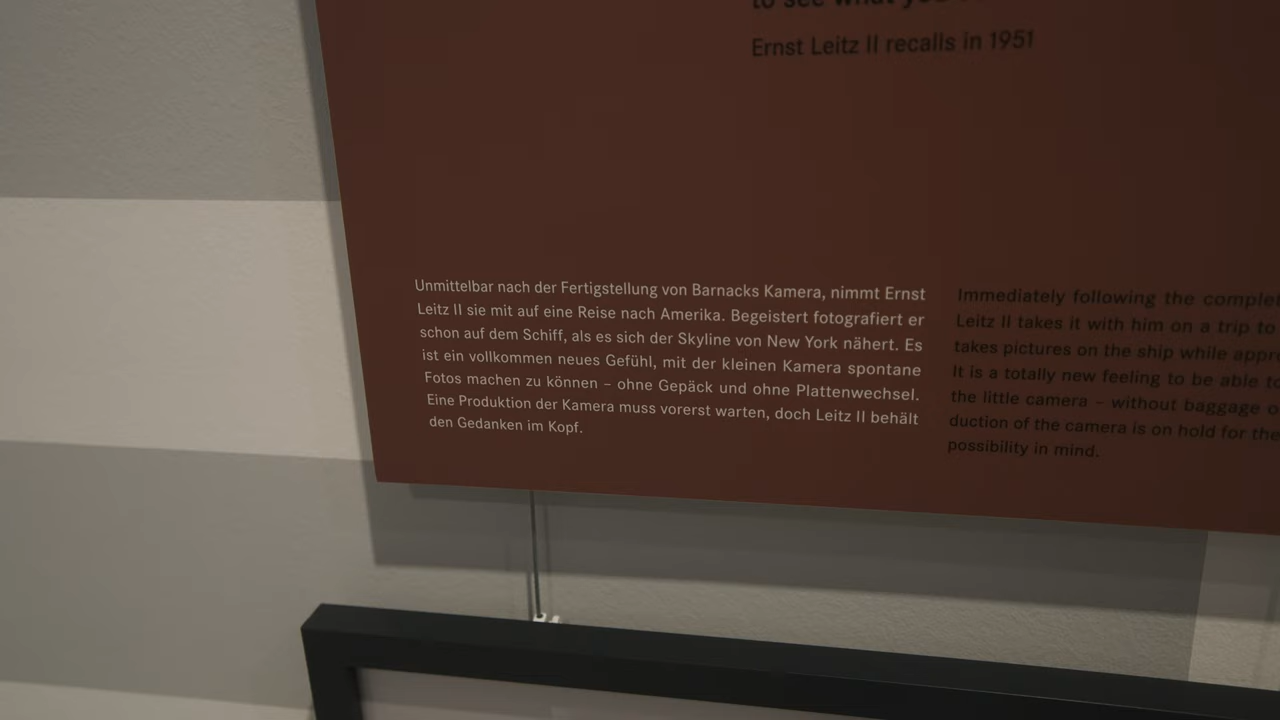 to see what you
Ernst Leitz II recalls in 1951
Unmittelbar nach der Fertigstellung von Barnacks Kamera, nimmt Ernst
Leitz II sie mit auf eine Reise nach Amerika. Begeistert fotografiert er
schon auf dem Schiff, als es sich der Skyline von New York nähert. Es
ist ein vollkommen neues Gefühl, mit der kleinen Kamera spontane
Fotos machen zu können – ohne Gepäck und ohne Plattenwechsel.
Eine Produktion der Kamera muss vorerst warten, doch Leitz II behält
den Gedanken im Kopf.
Immediately following the
Leitz II takes it with him on a trip to
takes pictures on the ship while
It is a totally new feeling to be able
the little camera – without baggage
duction of the camera is on hold for the
possibility in mind.